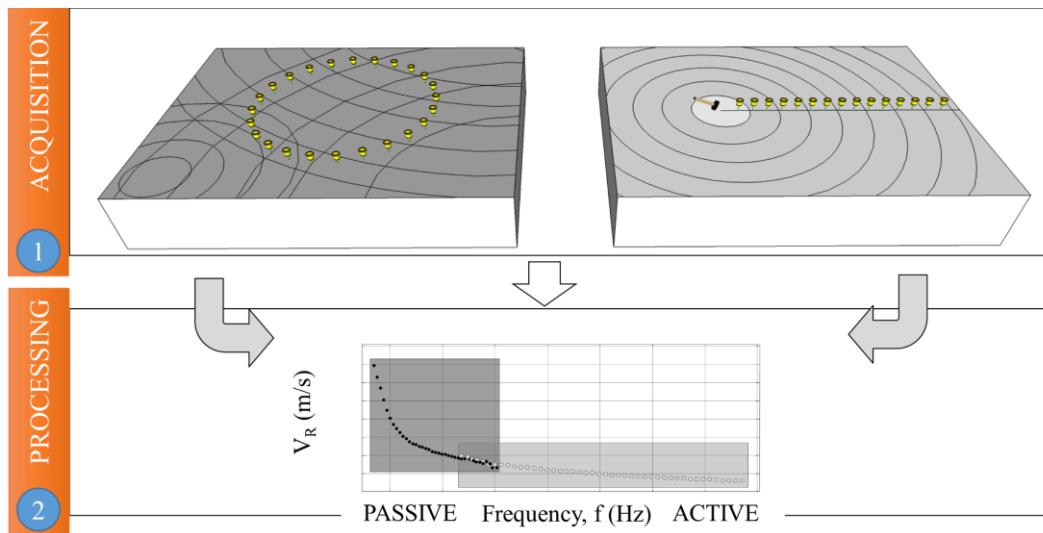 ACQUISITION
1
PROCESSING
2
V_R (m/s)
PASSIVE Frequency, f (Hz) ACTIVE